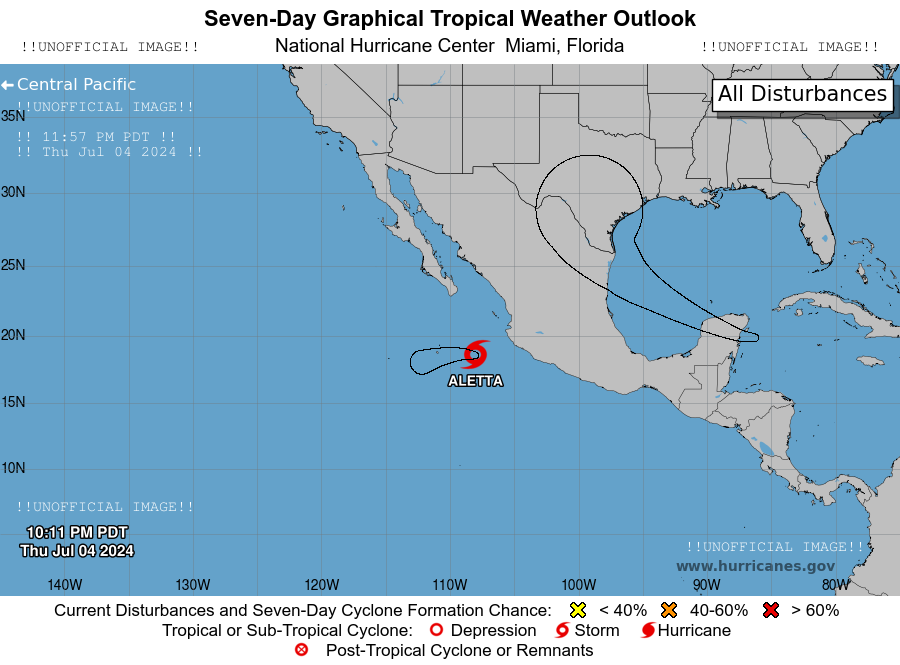 Seven-Day Graphical Tropical Weather Outlook
!!UNOFFICIAL IMAGE!! National Hurricane Center Miami, Florida !!UNOFFICIAL IMAGE!!
Central Pacific
All Disturbances
!!UNOFFICIAL IMAGE!!
35N
!! 11:57 PM PDT !!
!! Thu Jul 04 2024 !!
30N
25N
20N
ALETTA
15N
10N
!!UNOFFICIAL IMAGE!!
10:11 PM PDT
Thu Jul 04 2024
!!UNOFFICIAL IMAGE!!
www.hurricanes.gov
140W 130W 120W 110W 100W 90W 80W
Current Disturbances and Seven-Day Cyclone Formation Chance: < 40% 40-60% > 60%
Tropical or Sub-Tropical Cyclone: Depression Storm Hurricane
Post-Tropical Cyclone or Remnants